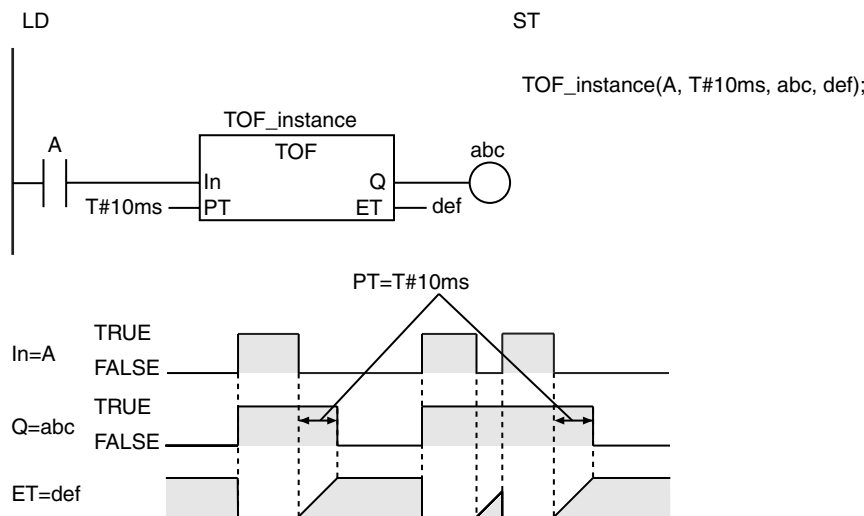 LD
ST
TOF_instance(A, T#10ms, abc, def);
TOF_instance
A
TOF
abc
In
Q
T#10ms
PT
ET
def
PT=T#10ms
In=A
TRUE
FALSE
Q=abc
TRUE
FALSE
ET=def